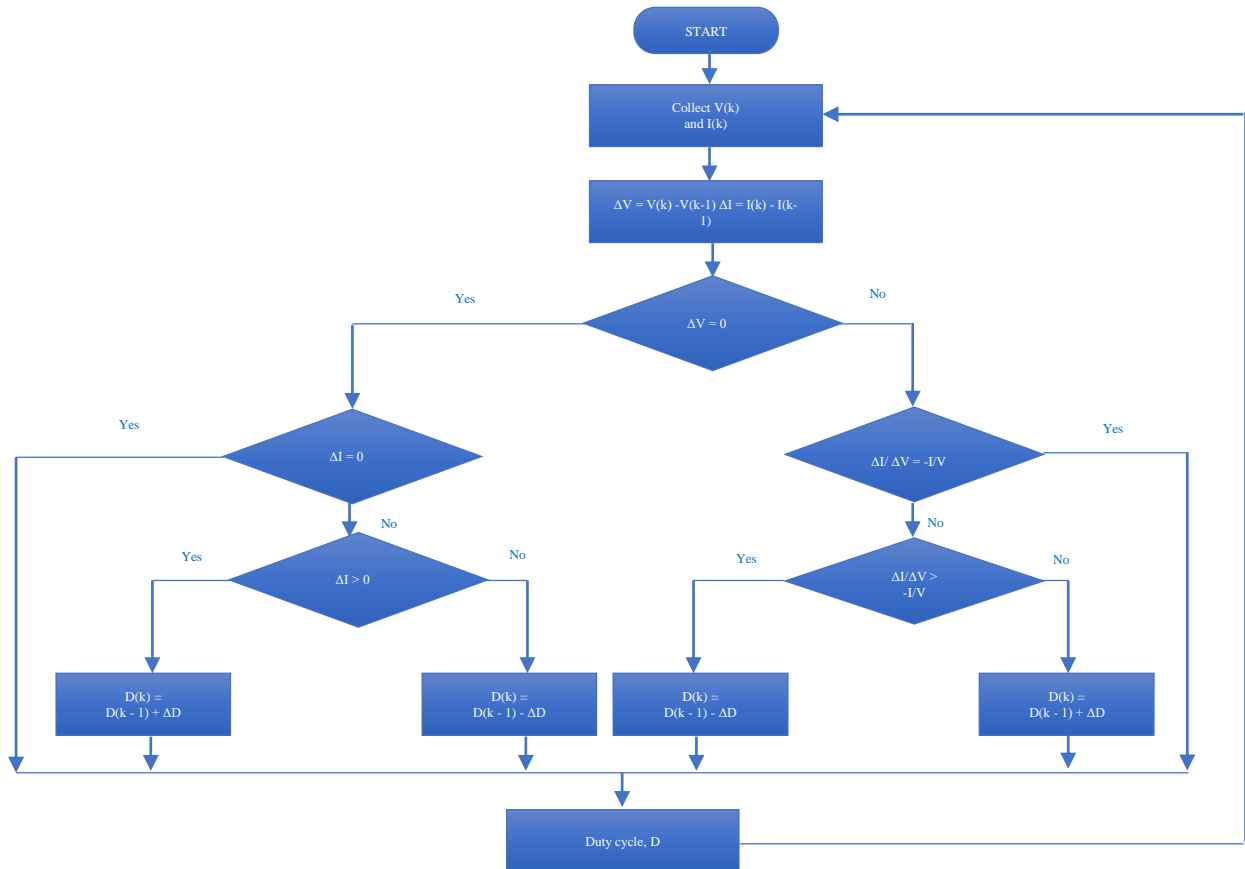 START
Collect V(k)
and I(k)
ΔV = V(k) -V(k-1) ΔI = I(k) - I(k-
1)
Yes
No
ΔV = 0
Yes
ΔI = 0
ΔI/ ΔV = -I/V
Yes
No
No
Yes
ΔI > 0
No
Yes
ΔI/ΔV >
-I/V
No
D(k) =
D(k - 1) + ΔD
D(k) =
D(k - 1) - ΔD
D(k) =
D(k - 1) - ΔD
D(k) =
D(k - 1) + ΔD
Duty cycle, D